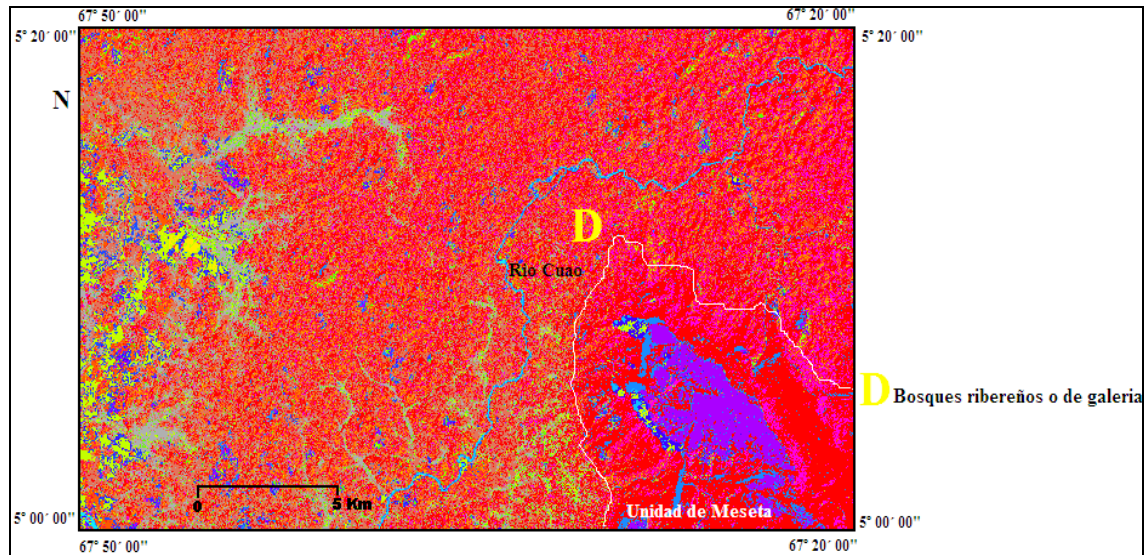 67° 50´ 00"
67° 20´ 00"
5° 20´ 00"
5° 20´ 00"
N
D
Rio Cuao
D Bosques ribereños o de galeria
0
5 Km
Unidad de Meseta
5° 00´ 00"
5° 00´ 00"
67° 50´ 00"
67° 20´ 00"